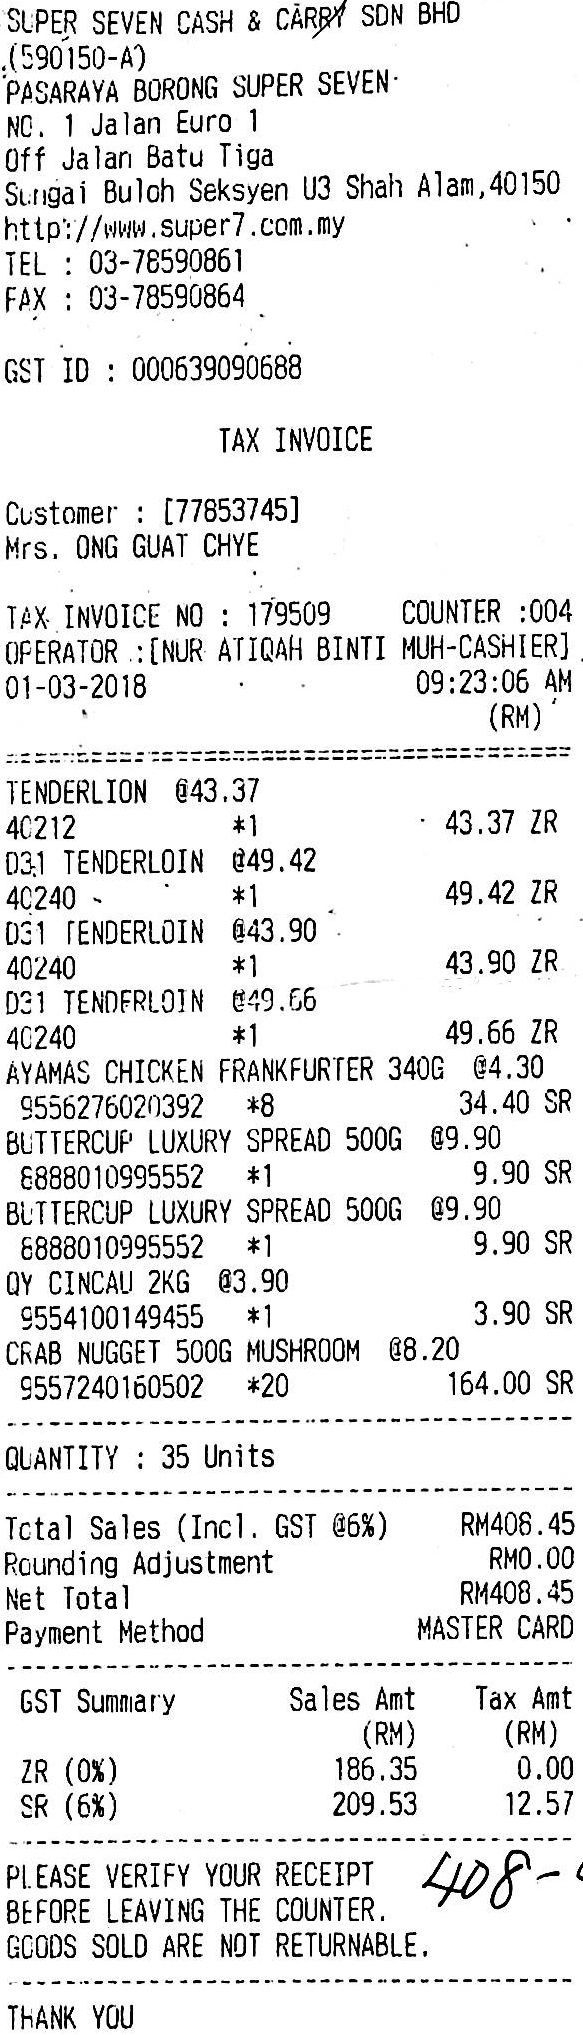 SUPER SEVEN CASH & CARRY SDN BHD
(590150-A)
PASARAYA BORONG SUPER SEVEN
NO. 1 Jalan Euro 1
Off Jalan Batu Tiga
Sungai Buloh Seksyen U3 Shah Alam,40150
http://www.super7.com.my
TEL : 03-78590861
FAX : 03-78590864
GST ID : 000639090688
TAX INVOICE
Customer : [77853745]
Mrs. ONG GUAT CHYE
TAX INVOICE NO : 179509 COUNTER :004
OPERATOR :[NUR ATIQAH BINTI MUH-CASHIER]
01-03-2018 09:23:06 AM
(RM)
====================================
TENDERLION @43.37
40212 *1 43.37 ZR
D31 TENDERLOIN @49.42
40240 *1 49.42 ZR
D31 TENDERLOIN @43.90
40240 *1 43.90 ZR
D31 TENDERLOIN @49.66
40240 *1 49.66 ZR
AYAMAS CHICKEN FRANKFURTER 340G @4.30
9556276020392 *8 34.40 SR
BUTTERCUP LUXURY SPREAD 500G @9.90
8888010995552 *1 9.90 SR
BUTTERCUP LUXURY SPREAD 500G @9.90
8888010995552 *1 9.90 SR
QY CINCAU 2KG @3.90
9554100149455 *1 3.90 SR
CRAB NUGGET 500G MUSHROOM @8.20
9557240160502 *20 164.00 SR
------------------------------------
QUANTITY : 35 Units
------------------------------------
Total Sales (Incl. GST @6%) RM408.45
Rounding Adjustment RM0.00
Net Total RM408.45
Payment Method MASTER CARD
------------------------------------
GST Summary Sales Amt Tax Amt
(RM) (RM)
ZR (0%) 186.35 0.00
SR (6%) 209.53 12.57
------------------------------------
PLEASE VERIFY YOUR RECEIPT 408-
BEFORE LEAVING THE COUNTER.
GOODS SOLD ARE NOT RETURNABLE.
------------------------------------
THANK YOU